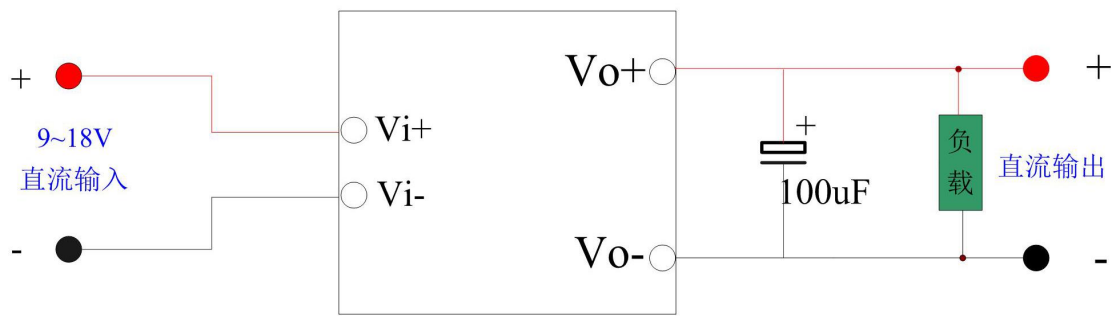 +
9~18V
直流输入
-
Vi+
Vi-
Vo+
Vo-
+
100uF
负
载
+
直流输出
-